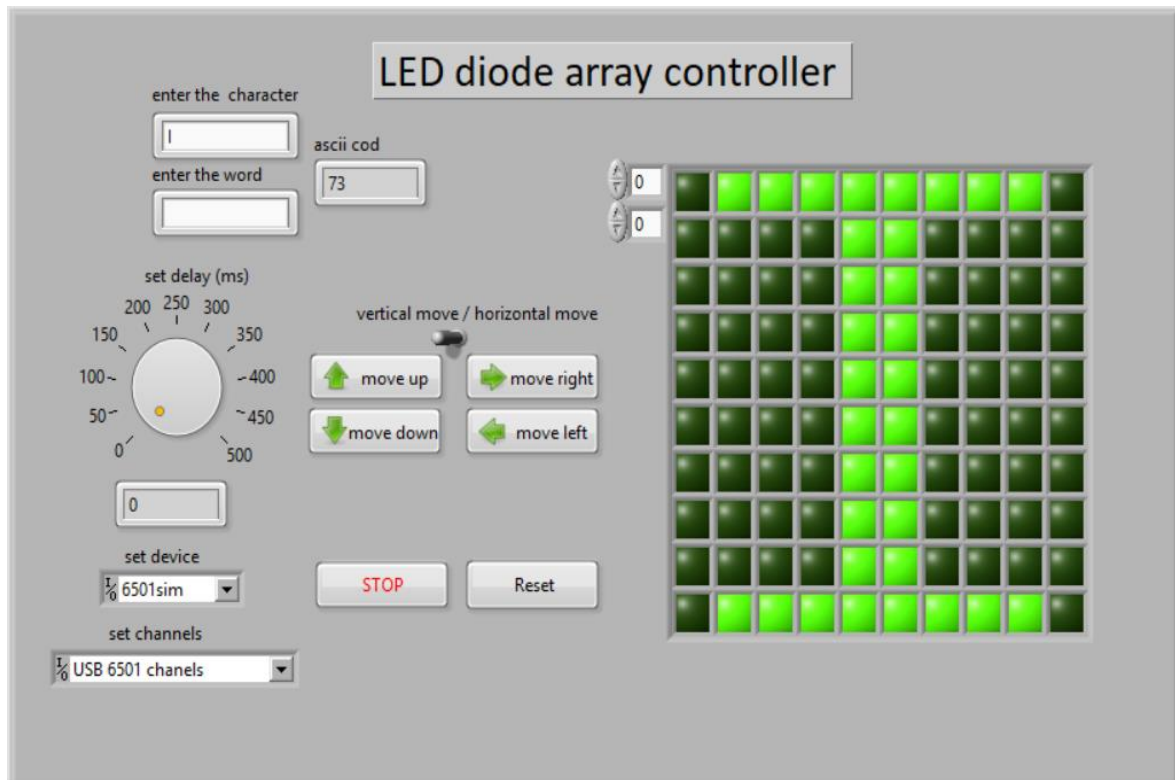 LED diode array controller
enter the character
I
ascii cod
73
enter the word
0
0
set delay (ms)
0
50
100
150
200
250
300
350
400
450
500
0
vertical move / horizontal move
move up
move right
move down
move left
set device
6501sim
STOP
Reset
set channels
USB 6501 chanels